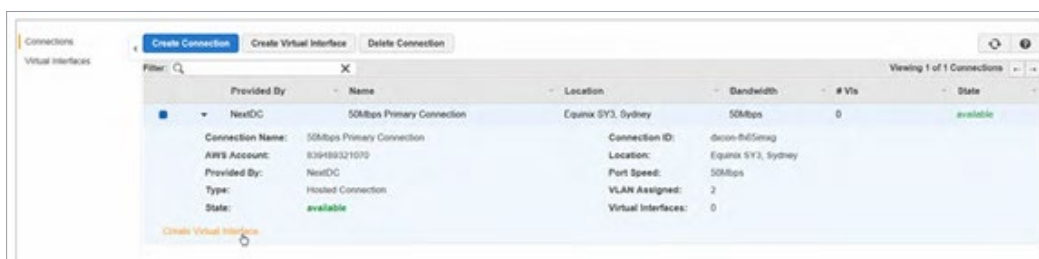 Connections
Virtual Interfaces
Create Connection Create Virtual Interface Delete Connection
Filter: X Viewing 1 of 1 Connections
Provided By Name Location Bandwidth # VIs State
NextDC 50Mbps Primary Connection Equinix SY3, Sydney 50Mbps 0 available
Connection Name: 50Mbps Primary Connection Connection ID:
AWS Account: 839489321070 Location: Equinix SY3, Sydney
Provided By: NextDC Port Speed: 50Mbps
Type: Hosted Connection VLAN Assigned: 2
State: available Virtual Interfaces: 0
Create Virtual Interface